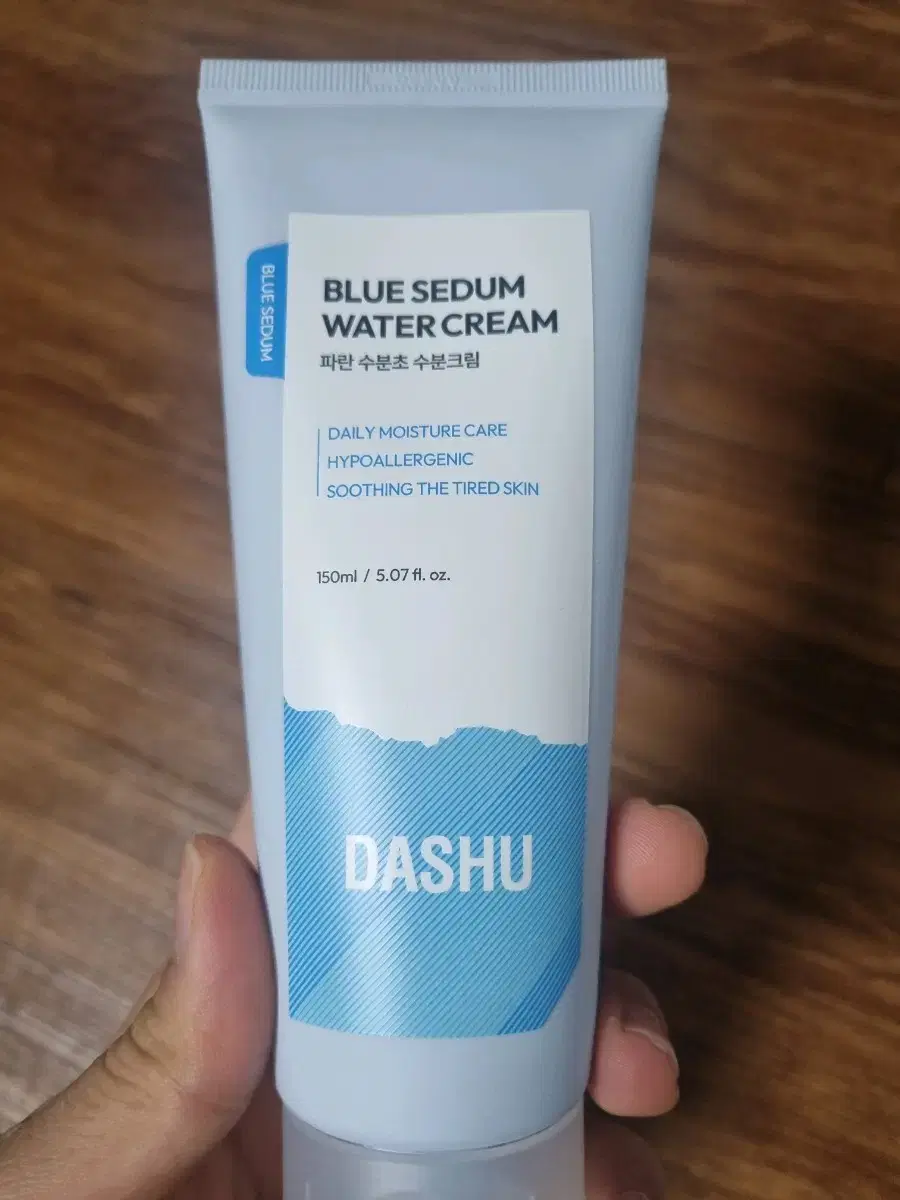 BLUE SEDUM
BLUE SEDUM
WATER CREAM
파란 수분초 수분크림
DAILY MOISTURE CARE
HYPOALLERGENIC
SOOTHING THE TIRED SKIN
150ml / 5.07 fl. oz.
DASHU